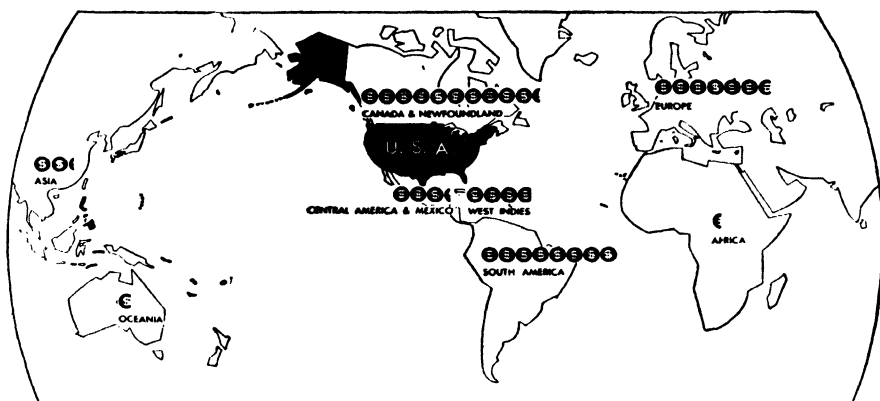 CANADA & NEWFOUNDLAND
EUROPE
U. S. A
ASIA
CENTRAL AMERICA & MEXICO WEST INDIES
AFRICA
SOUTH AMERICA
OCEANIA